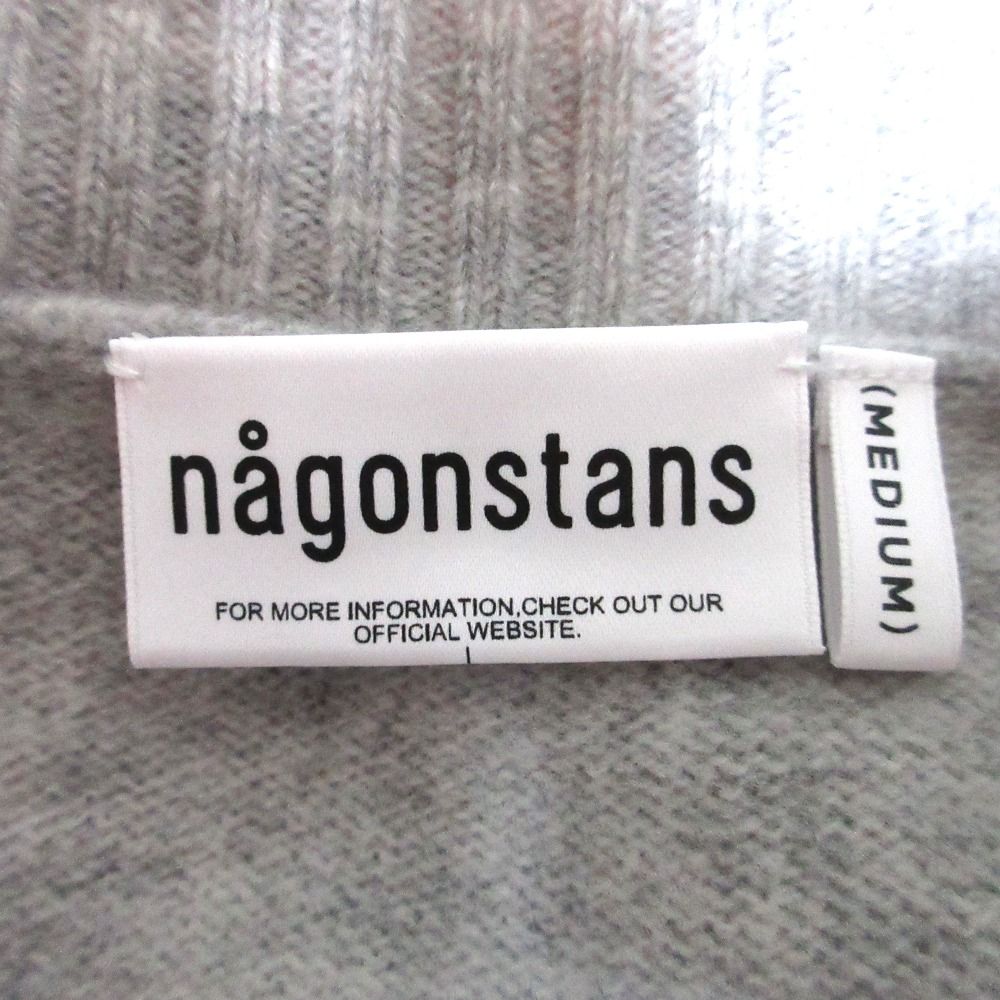 någonstans
FOR MORE INFORMATION,CHECK OUT OUR
OFFICIAL WEBSITE.
(MEDIUM)